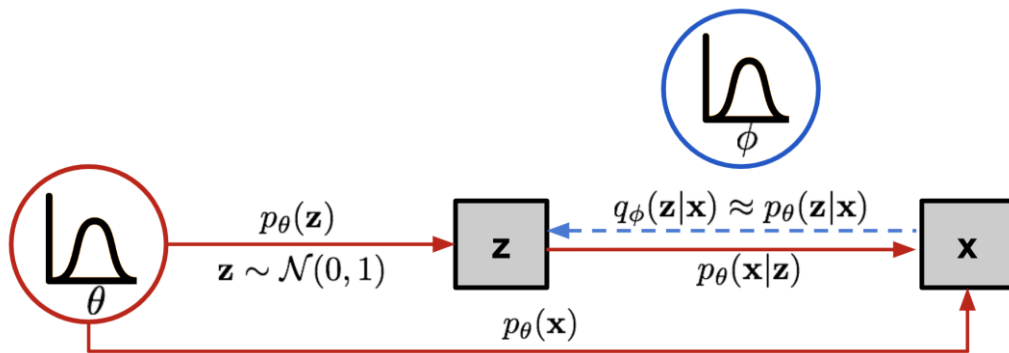 ϕ
q_ϕ(z|x) ≈ p_θ(z|x)
p_θ(z)
z
x
z ∼ 𝒩(0, 1)
p_θ(x|z)
θ
p_θ(x)